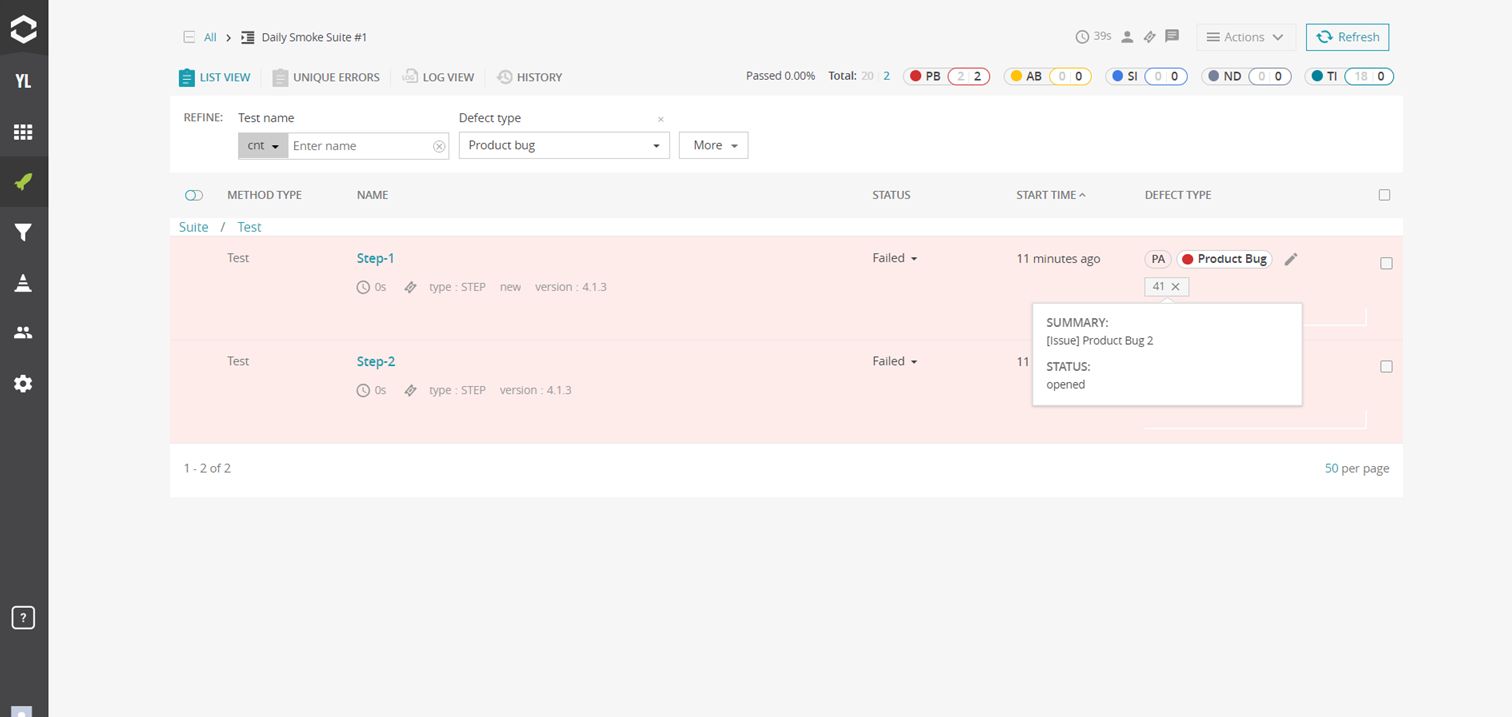 All > Daily Smoke Suite #1
39s
Actions
Refresh
YL
LIST VIEW
UNIQUE ERRORS
LOG VIEW
HISTORY
Passed 0.00% Total: 20 2 PB 2 2 AB 0 0 SI 0 0 ND 0 0 TI 18 0
REFINE: Test name Defect type ×
cnt Enter name Product bug More
METHOD TYPE NAME STATUS START TIME DEFECT TYPE
Suite / Test
Test Step-1 Failed 11 minutes ago PA Product Bug
0s type : STEP new version : 4.1.3 41
SUMMARY:
[Issue] Product Bug 2
STATUS:
opened
Test Step-2 Failed 11
0s type : STEP version : 4.1.3
1 - 2 of 2 50 per page
?